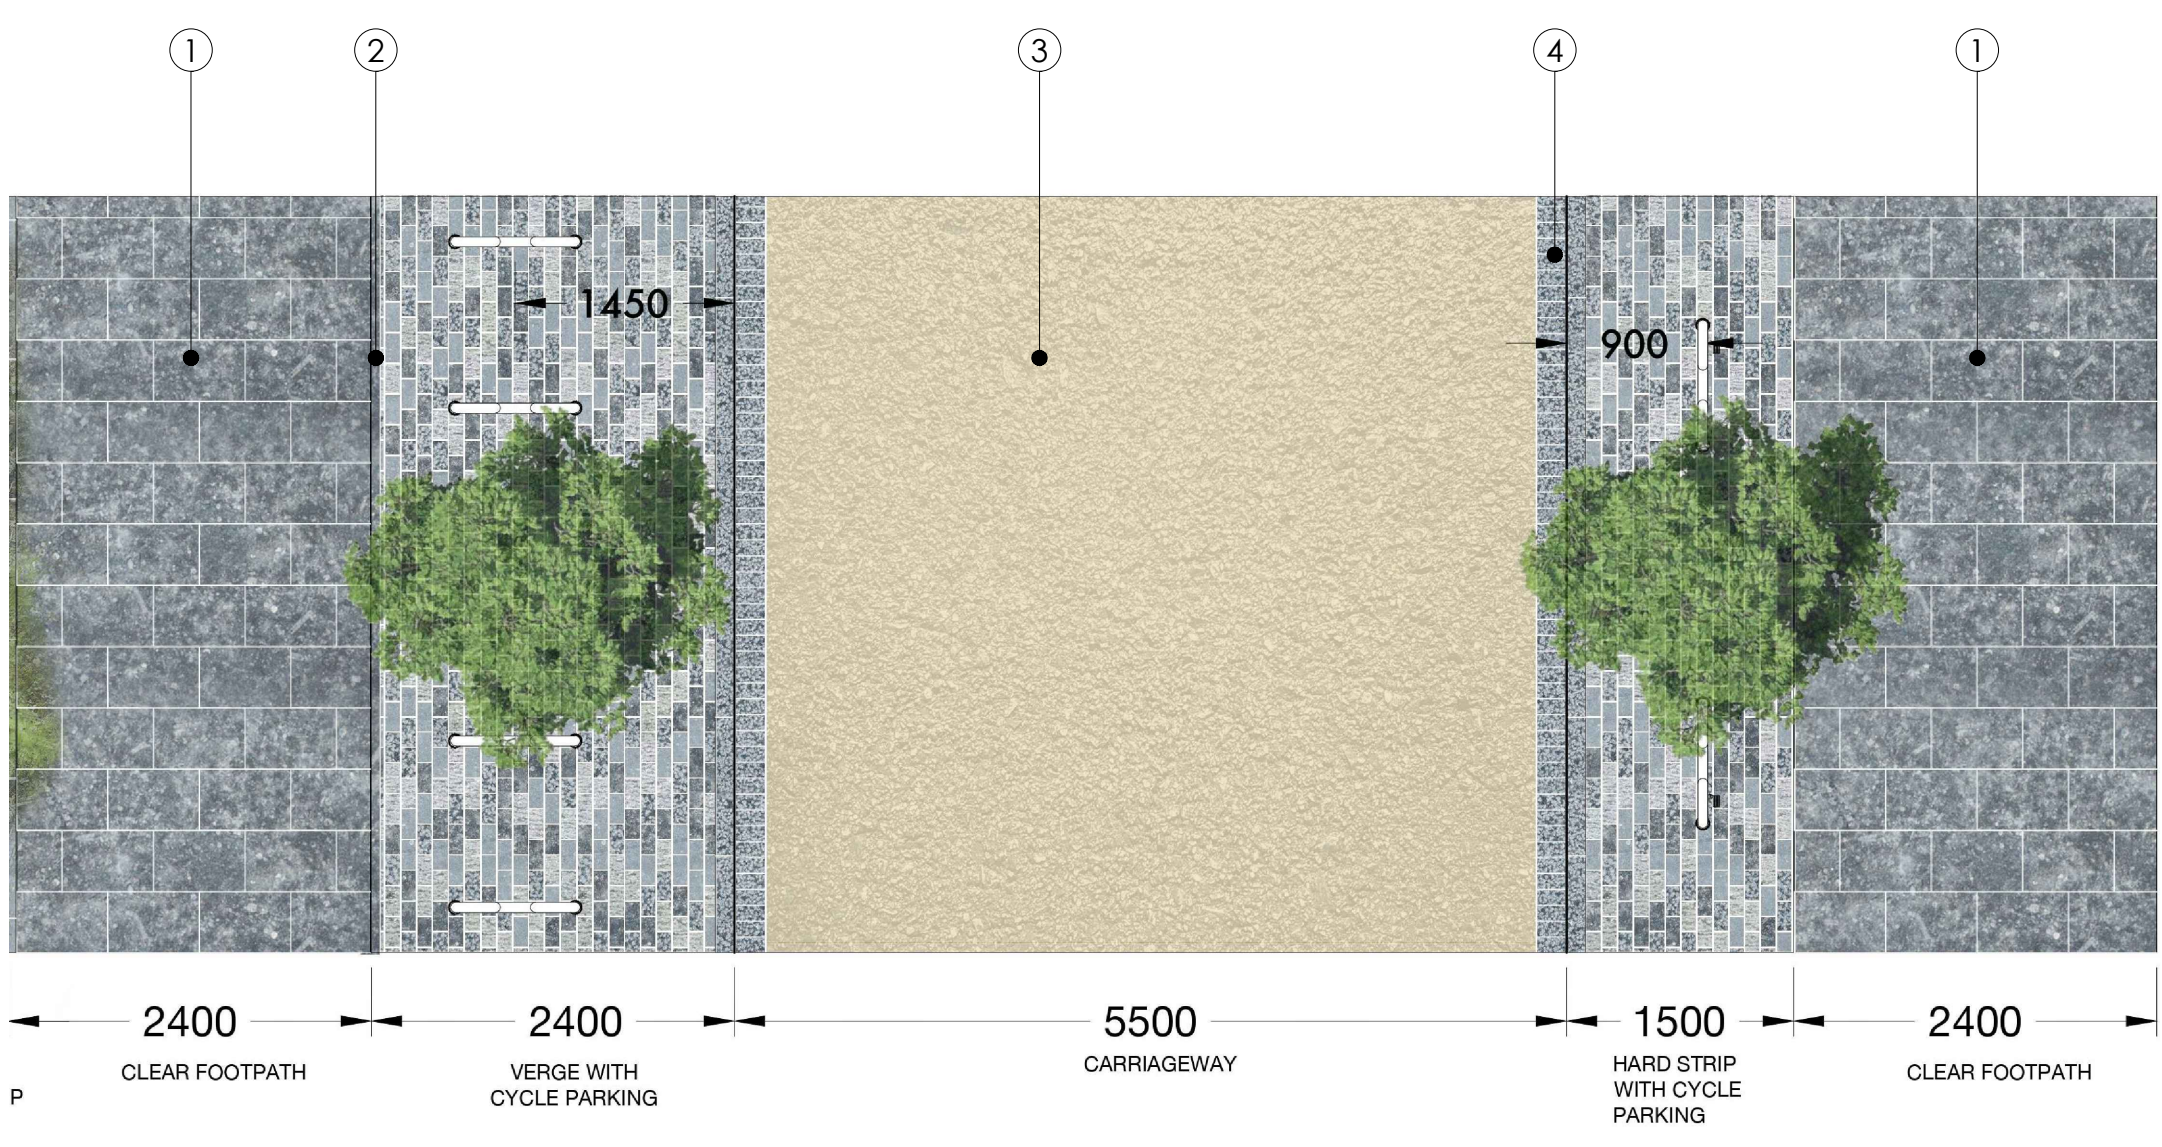 1 2 3 4 1
1450
900
2400 2400 5500 1500 2400
CLEAR FOOTPATH
VERGE WITH
CYCLE PARKING
CARRIAGEWAY
HARD STRIP
WITH CYCLE
PARKING
CLEAR FOOTPATH
P